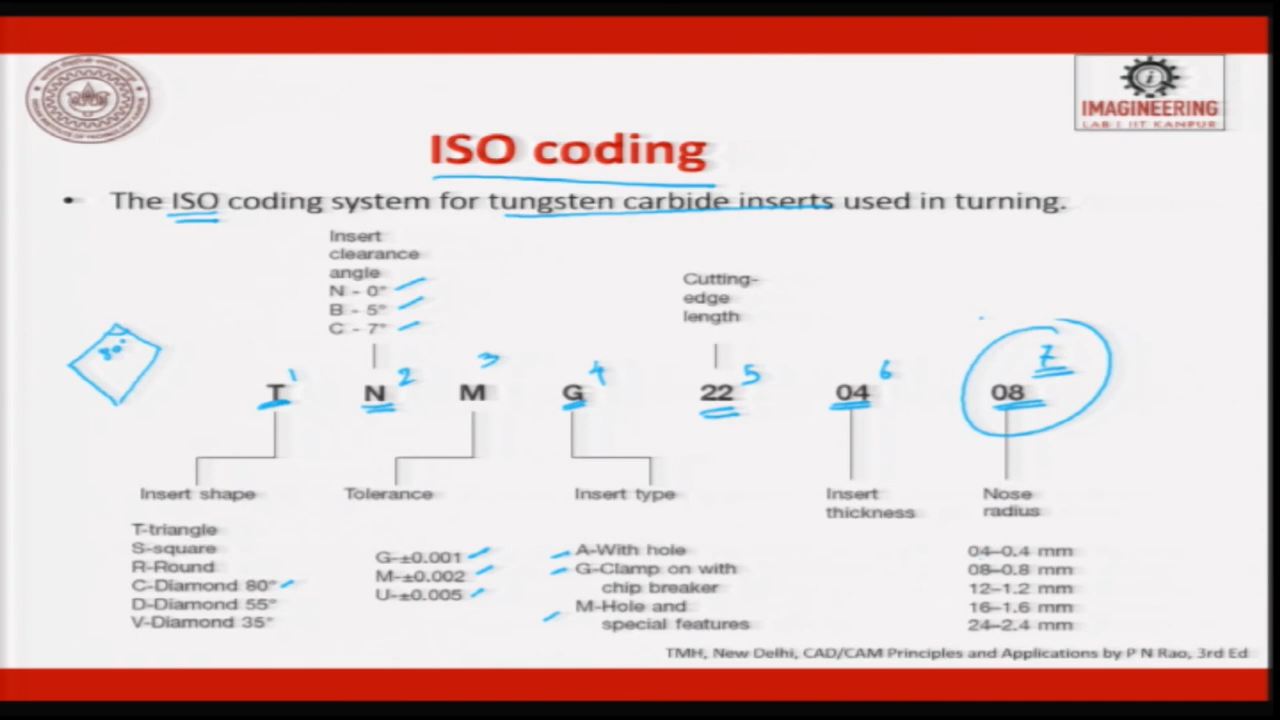 IMAGINEERING
LAB | IIT KANPUR
ISO coding
• The ISO coding system for tungsten carbide inserts used in turning.
Insert
clearance
angle
N - 0°
B - 5°
C - 7°
Cutting-
edge
length
80°
T 1 N 2 M 3 G 4 22 5 04 6 08 7
Insert shape
T-triangle
S-square
R-Round
C-Diamond 80°
D-Diamond 55°
V-Diamond 35°
Tolerance
G-±0.001
M-±0.002
U-±0.005
Insert type
A-With hole
G-Clamp on with
chip breaker
M-Hole and
special features
Insert
thickness
Nose
radius
04–0.4 mm
08–0.8 mm
12–1.2 mm
16–1.6 mm
24–2.4 mm
TMH, New Delhi, CAD/CAM Principles and Applications by P N Rao, 3rd Ed